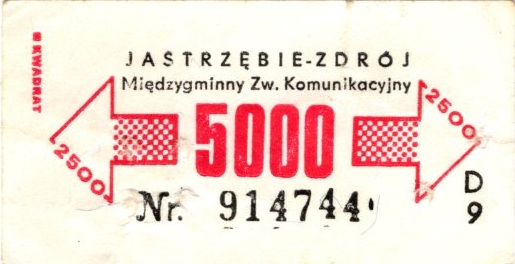 JASTRZĘBIE-ZDRÓJ
Międzygminny Zw. Komunikacyjny
KWADRAT
2500
5000
2500
Nr. 914744
D
9